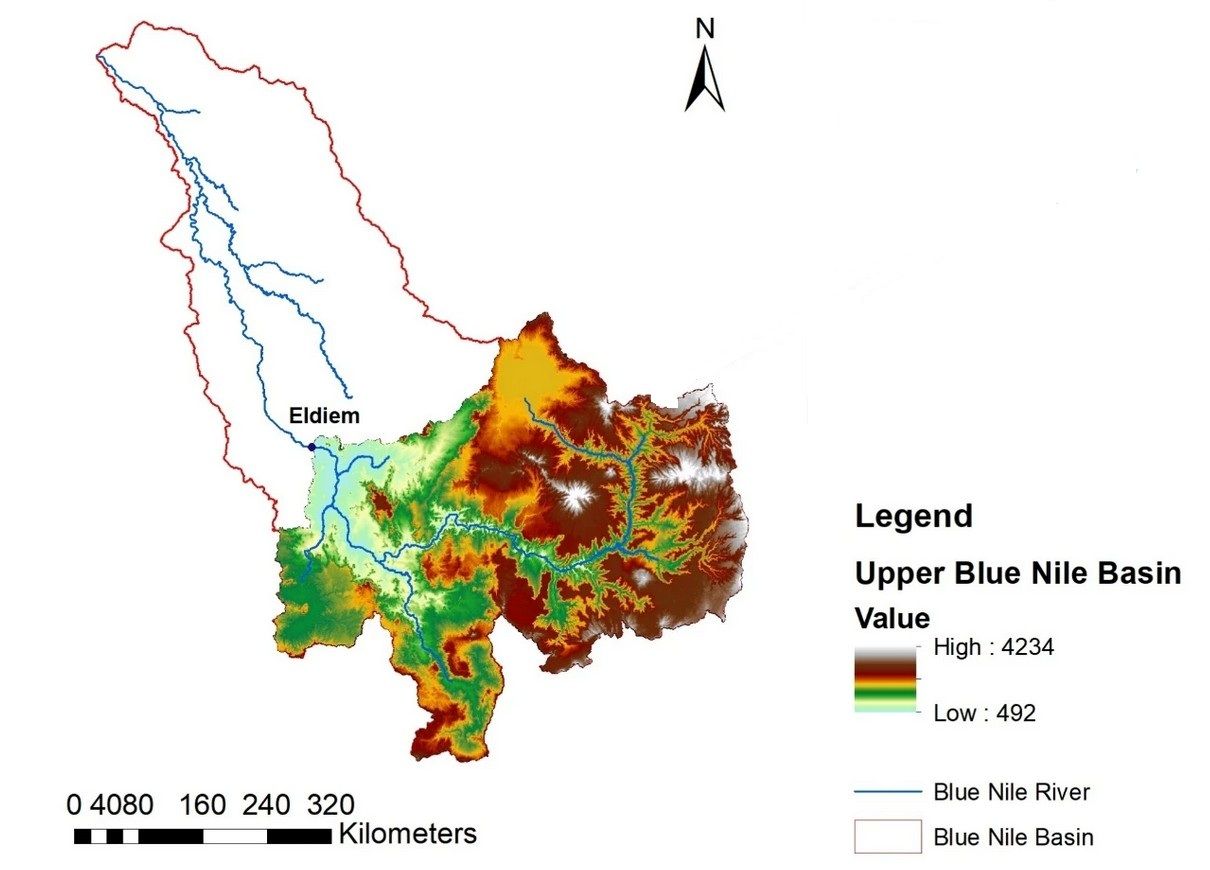 N
Eldiem
Legend
Upper Blue Nile Basin
Value
High : 4234
Low : 492
0 4080 160 240 320
Kilometers
Blue Nile River
Blue Nile Basin